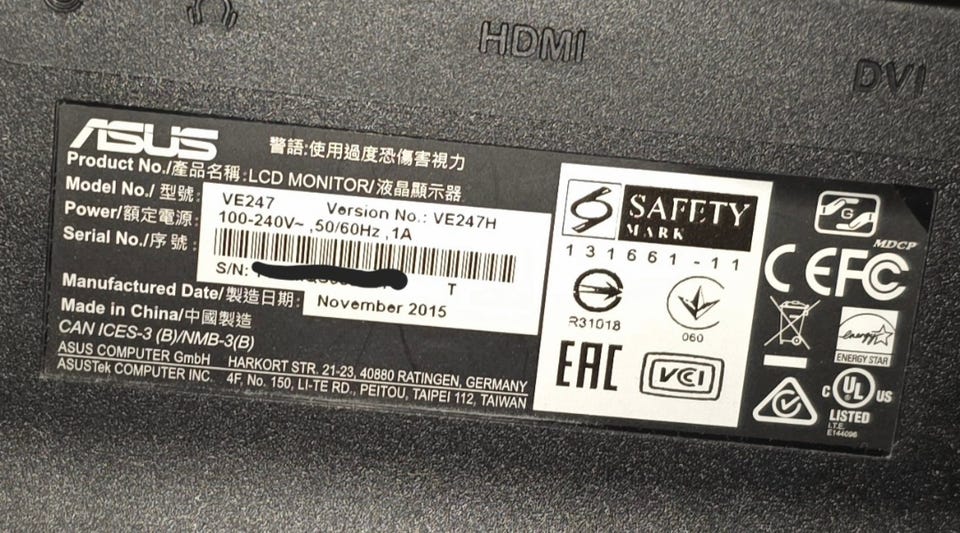 HDMI
DVI
ASUS
警語:使用過度恐傷害視力
Product No./產品名稱:LCD MONITOR/液晶顯示器
Model No./型號: VE247 Version No.: VE247H
Power/額定電源: 100-240V~ ,50/60Hz ,1A
Serial No./序號:
S/N:
T
Manufactured Date/製造日期: November 2015
Made in China/中國製造
CAN ICES-3 (B)/NMB-3(B)
ASUS COMPUTER GmbH HARKORT STR. 21-23, 40880 RATINGEN, GERMANY
ASUSTek COMPUTER INC. 4F, No. 150, LI-TE RD., PEITOU, TAIPEI 112, TAIWAN
SAFETY
MARK
131661-11
R31018
060
EAC
VCI
G
MDCP
CE FC
energy
ENERGY STAR
c UL US
LISTED
I.T.E.
E144096